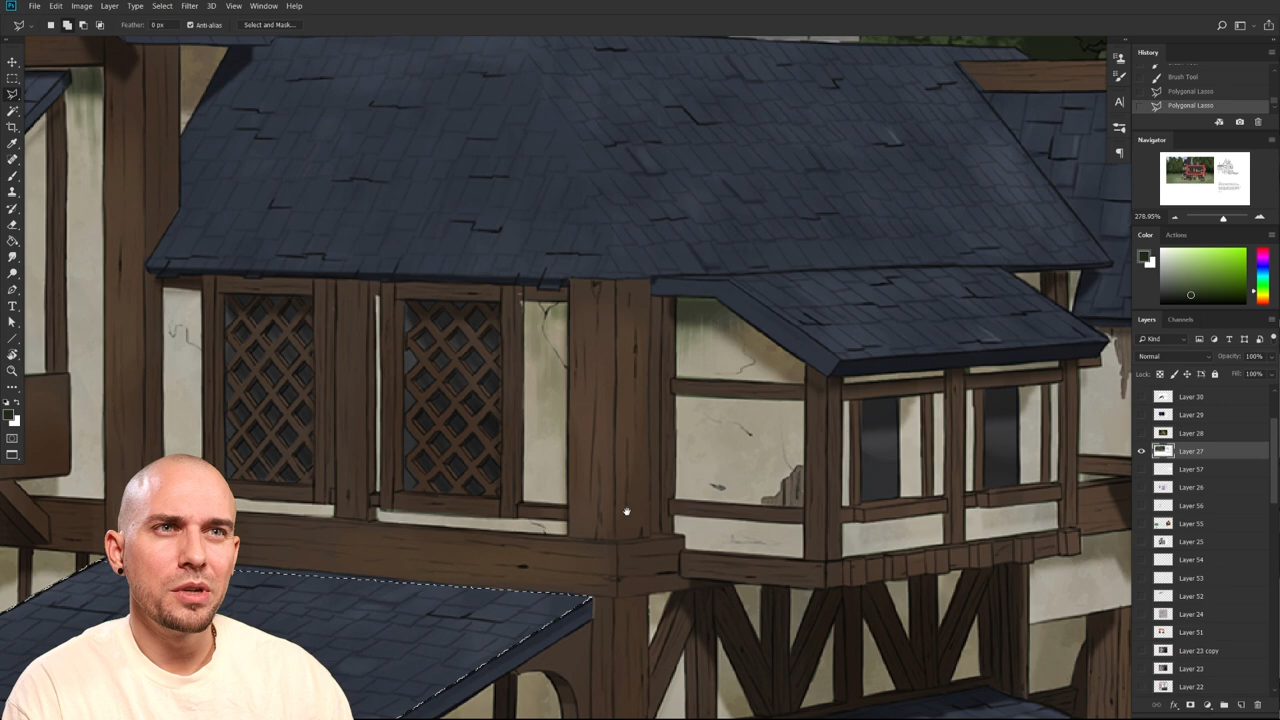 Ps File Edit Image Layer Type Select Filter 3D View Window Help
Feather: 0 px Anti-alias Select and Mask...
History
Brush Tool
Polygonal Lasso
Polygonal Lasso
Navigator
278.95%
Color Actions
Layers Channels
Kind
Normal Opacity: 100%
Lock: Fill: 100%
Layer 30
Layer 29
Layer 28
Layer 27
Layer 57
Layer 26
Layer 56
Layer 55
Layer 25
Layer 54
Layer 53
Layer 52
Layer 24
Layer 51
Layer 23 copy
Layer 23
Layer 22